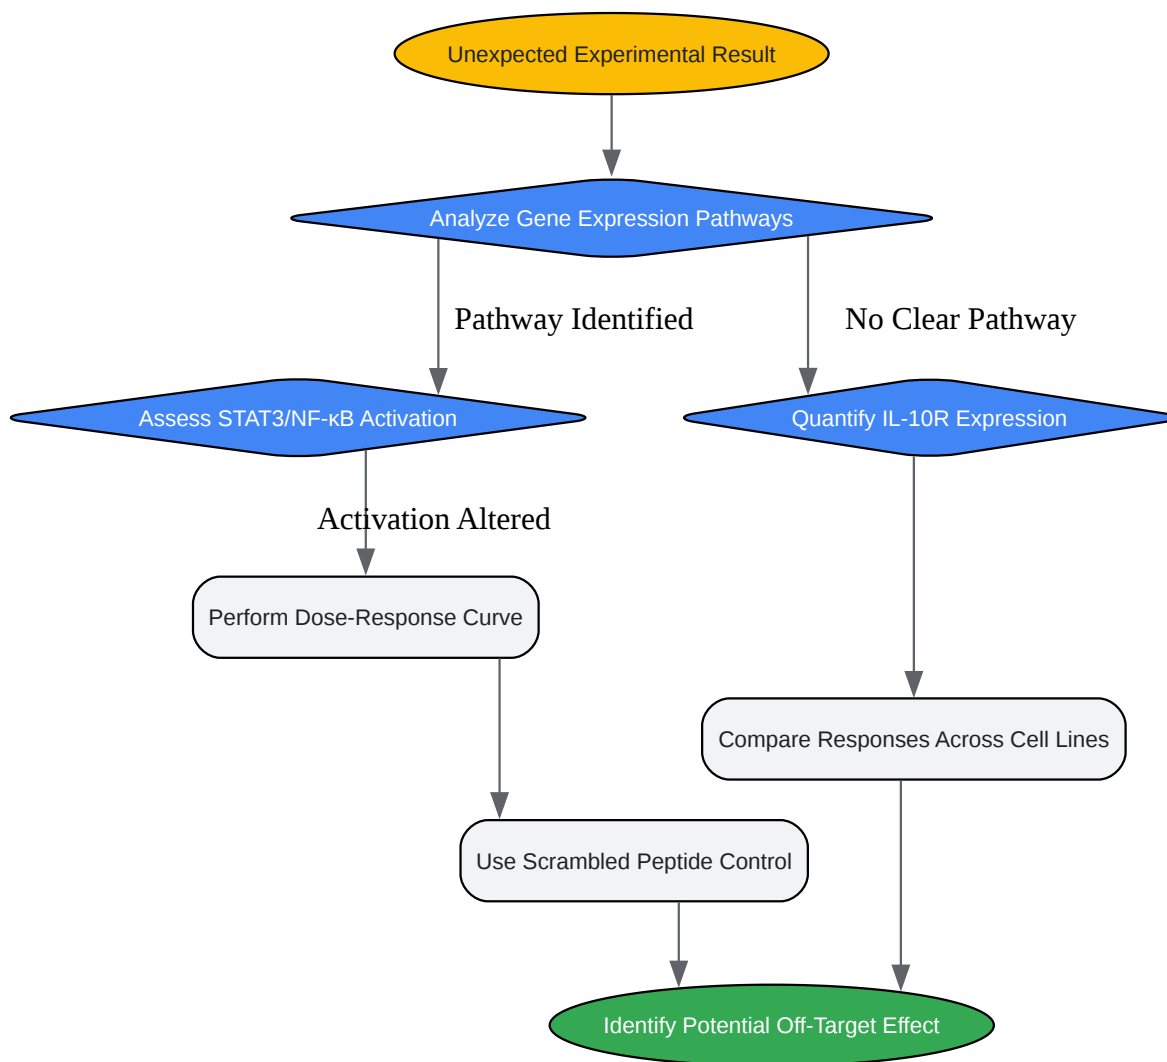 Unexpected Experimental Result
Analyze Gene Expression Pathways
Pathway Identified
No Clear Pathway
Assess STAT3/NF-κB Activation
Quantify IL-10R Expression
Activation Altered
Perform Dose-Response Curve
Compare Responses Across Cell Lines
Use Scrambled Peptide Control
Identify Potential Off-Target Effect